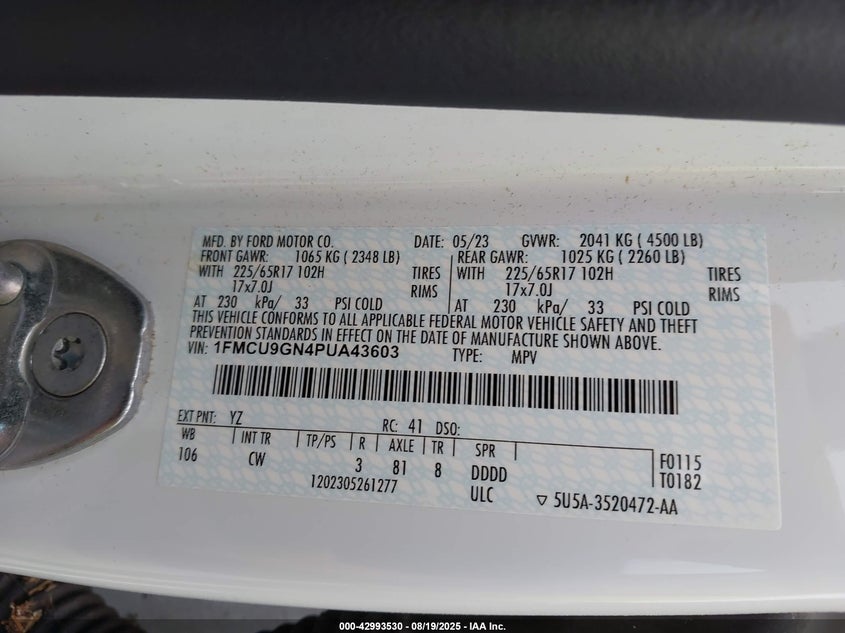 MFD. BY FORD MOTOR CO. DATE: 05/23 GVWR: 2041 KG ( 4500 LB)
FRONT GAWR: 1065 KG ( 2348 LB) REAR GAWR: 1025 KG ( 2260 LB)
WITH 225/65R17 102H TIRES WITH 225/65R17 102H TIRES
17x7.0J RIMS 17x7.0J RIMS
AT 230 kPa/ 33 PSI COLD AT 230 kPa/ 33 PSI COLD
THIS VEHICLE CONFORMS TO ALL APPLICABLE FEDERAL MOTOR VEHICLE SAFETY AND THEFT
PREVENTION STANDARDS IN EFFECT ON THE DATE OF MANUFACTURE SHOWN ABOVE.
VIN: 1FMCU9GN4PUA43603 TYPE: MPV
EXT PNT: YZ RC: 41 DSO:
WB INT TR TP/PS R AXLE TR SPR
106 CW 3 81 8 DDDD F0115
1202305261277 ULC T0182
▽ 5U5A-3520472-AA
000-42993530 - 08/19/2025 - IAA Inc.